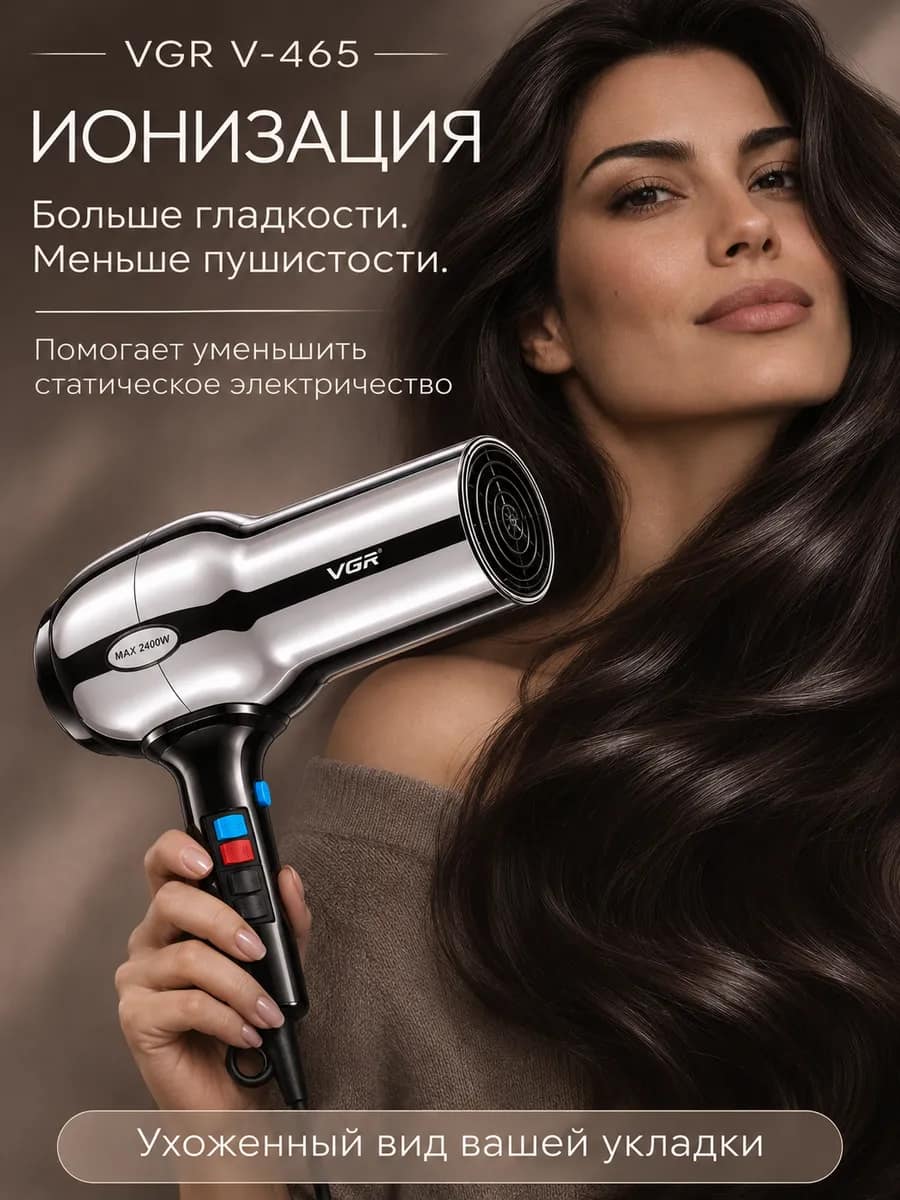 VGR V-465
ИОНИЗАЦИЯ
Больше гладкости.
Меньше пушистости.
Помогает уменьшить
статическое электричество
VGR
MAX 2400W
Ухоженный вид вашей укладки